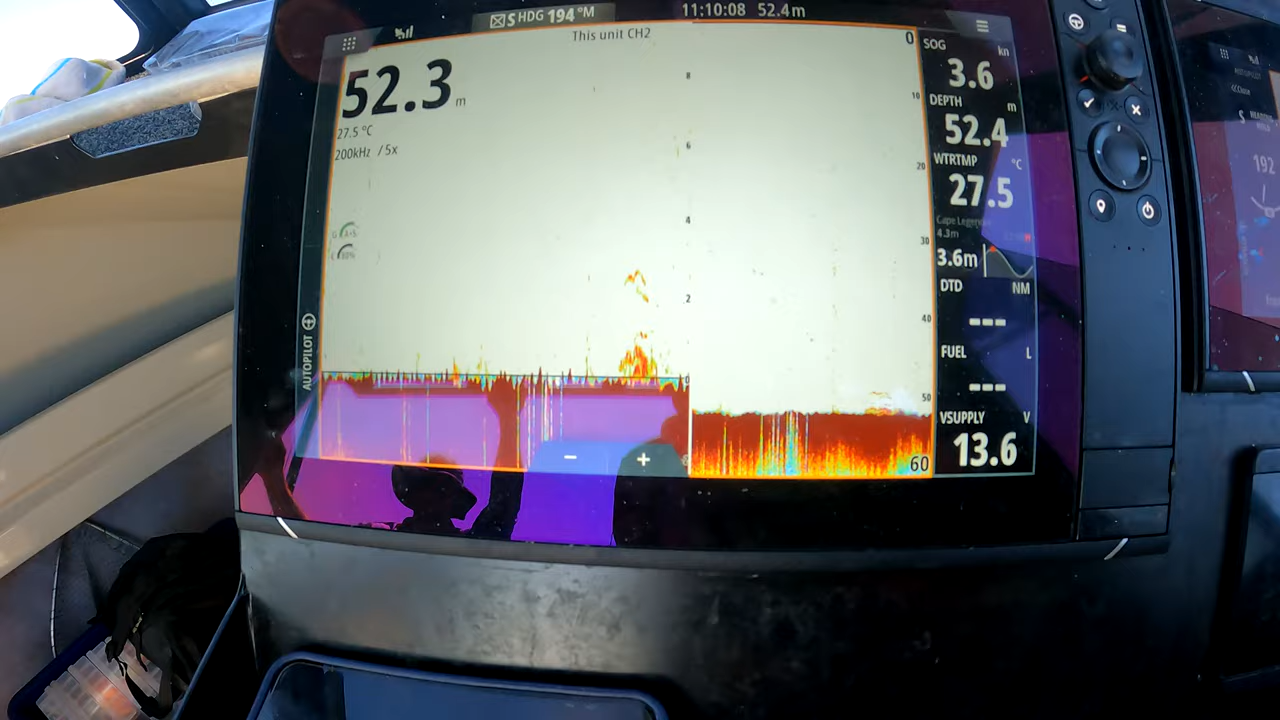 S HDG 194 °M
11:10:08 52.4m
This unit CH2
52.3 m
27.5 °C
200kHz / 5x
8
6
4
2
0
0
10
20
30
40
50
60
AUTOPILOT
SOG kn
3.6
DEPTH m
52.4
WTRTMP °C
27.5
4.3m
3.6m
DTD NM
---
FUEL L
---
VSUPPLY V
13.6
−
+
192